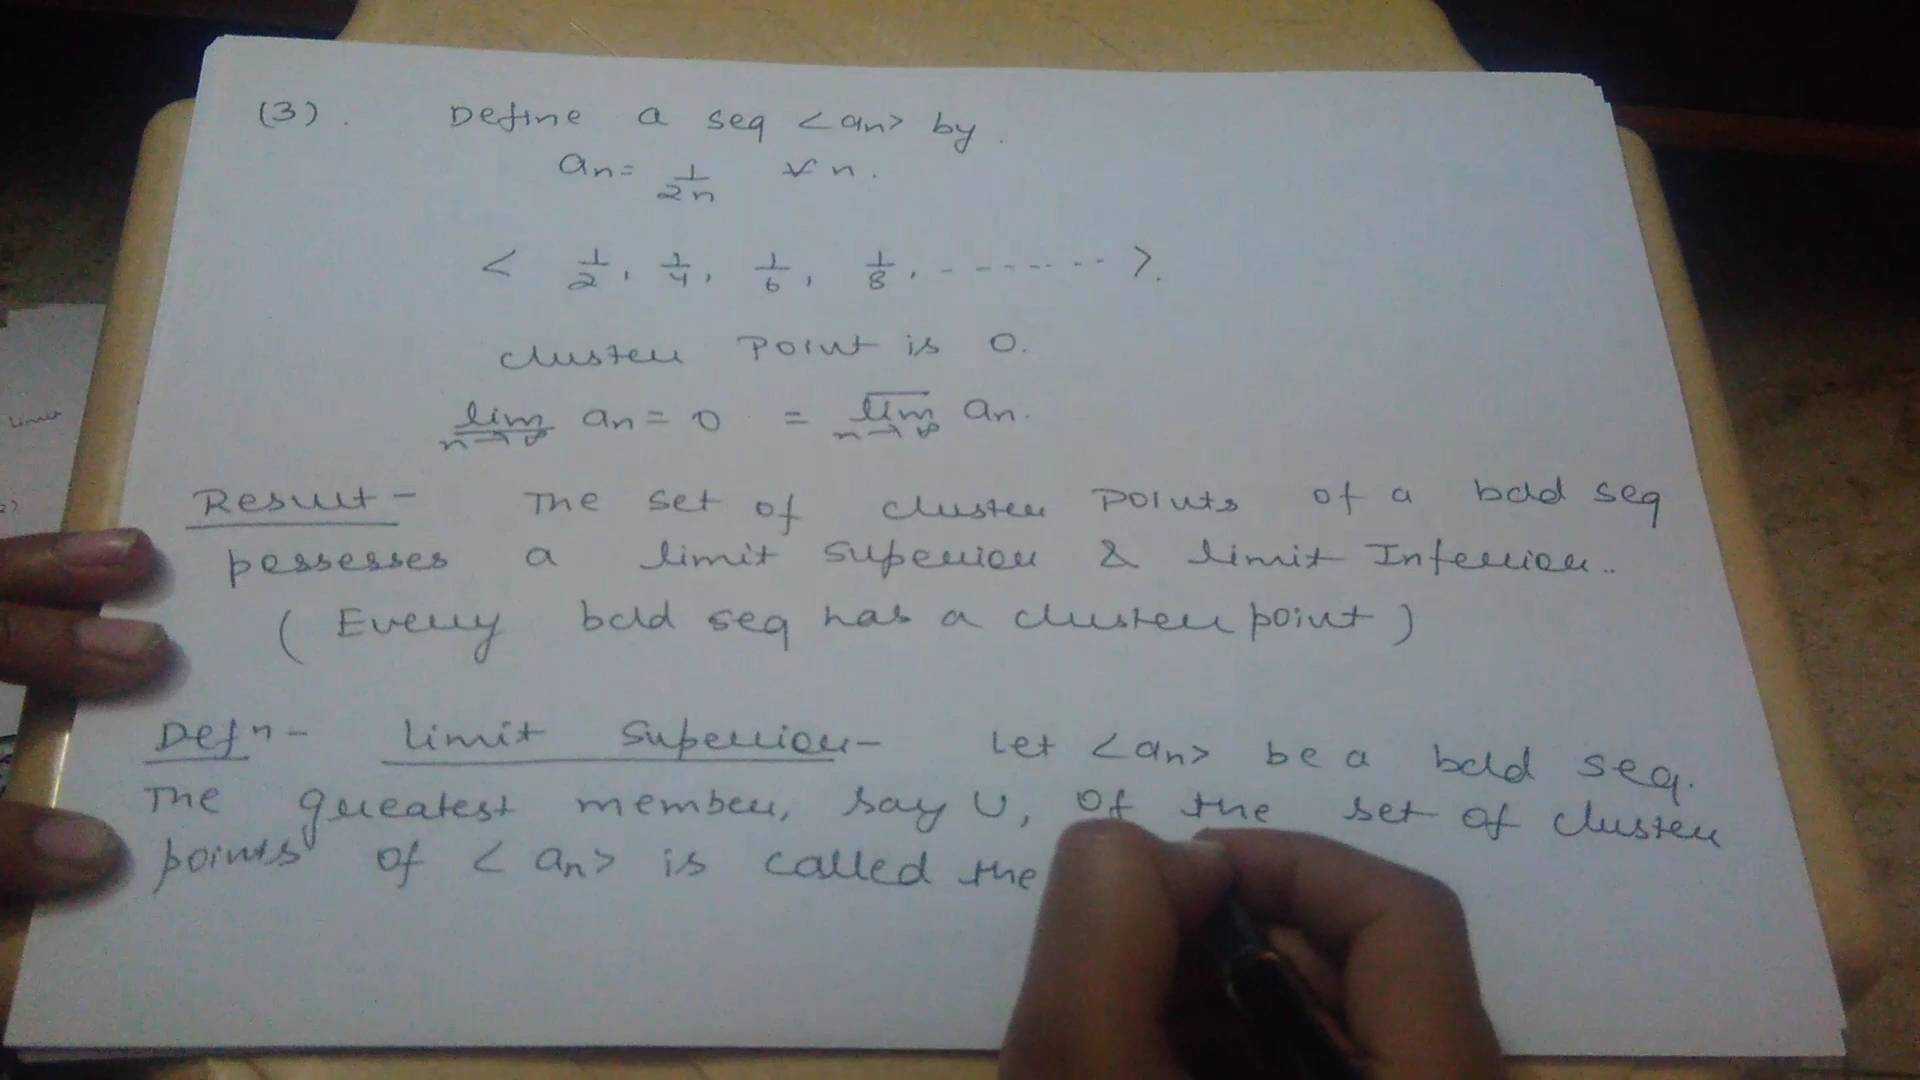 (3). Define a seq <an> by.
an = 1/2n ∀ n.
< 1/2, 1/4, 1/6, 1/8, - - - - - - - >.
cluster Point is 0.
lim n→∞ an = 0 = lim n→∞ an.
Result - The set of cluster points of a bdd seq
possesses a limit superior & limit Inferior..
( Every bdd seq has a cluster point )
Defn - Limit Superior - Let <an> be a bdd seq.
The greatest member, say U, of the set of cluster
points of <an> is called the
Limit